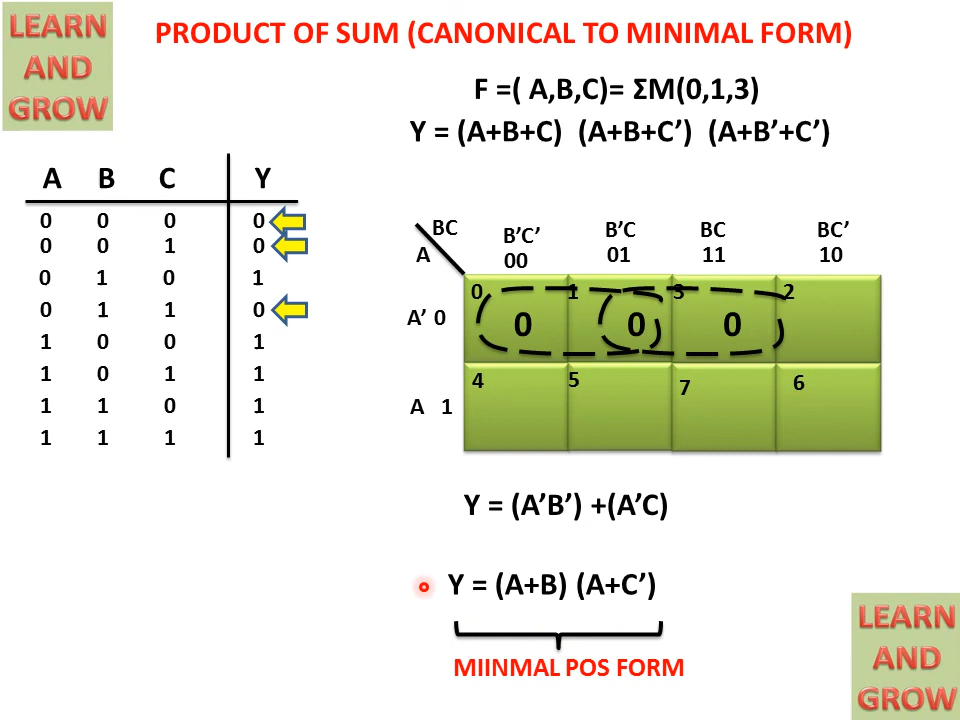 LEARN
AND
GROW
PRODUCT OF SUM (CANONICAL TO MINIMAL FORM)
F =( A,B,C)= ΣM(0,1,3)
Y = (A+B+C) (A+B+C’) (A+B’+C’)
A B C Y
0 0 0 0
0 0 1 0
0 1 0 1
0 1 1 0
1 0 0 1
1 0 1 1
1 1 0 1
1 1 1 1
BC
A
B’C’ B’C BC BC’
00 01 11 10
0 1 3 2
A’ 0 0 0 0
4 5 7 6
A 1
Y = (A’B’) +(A’C)
Y = (A+B) (A+C’)
MIINMAL POS FORM
LEARN
AND
GROW